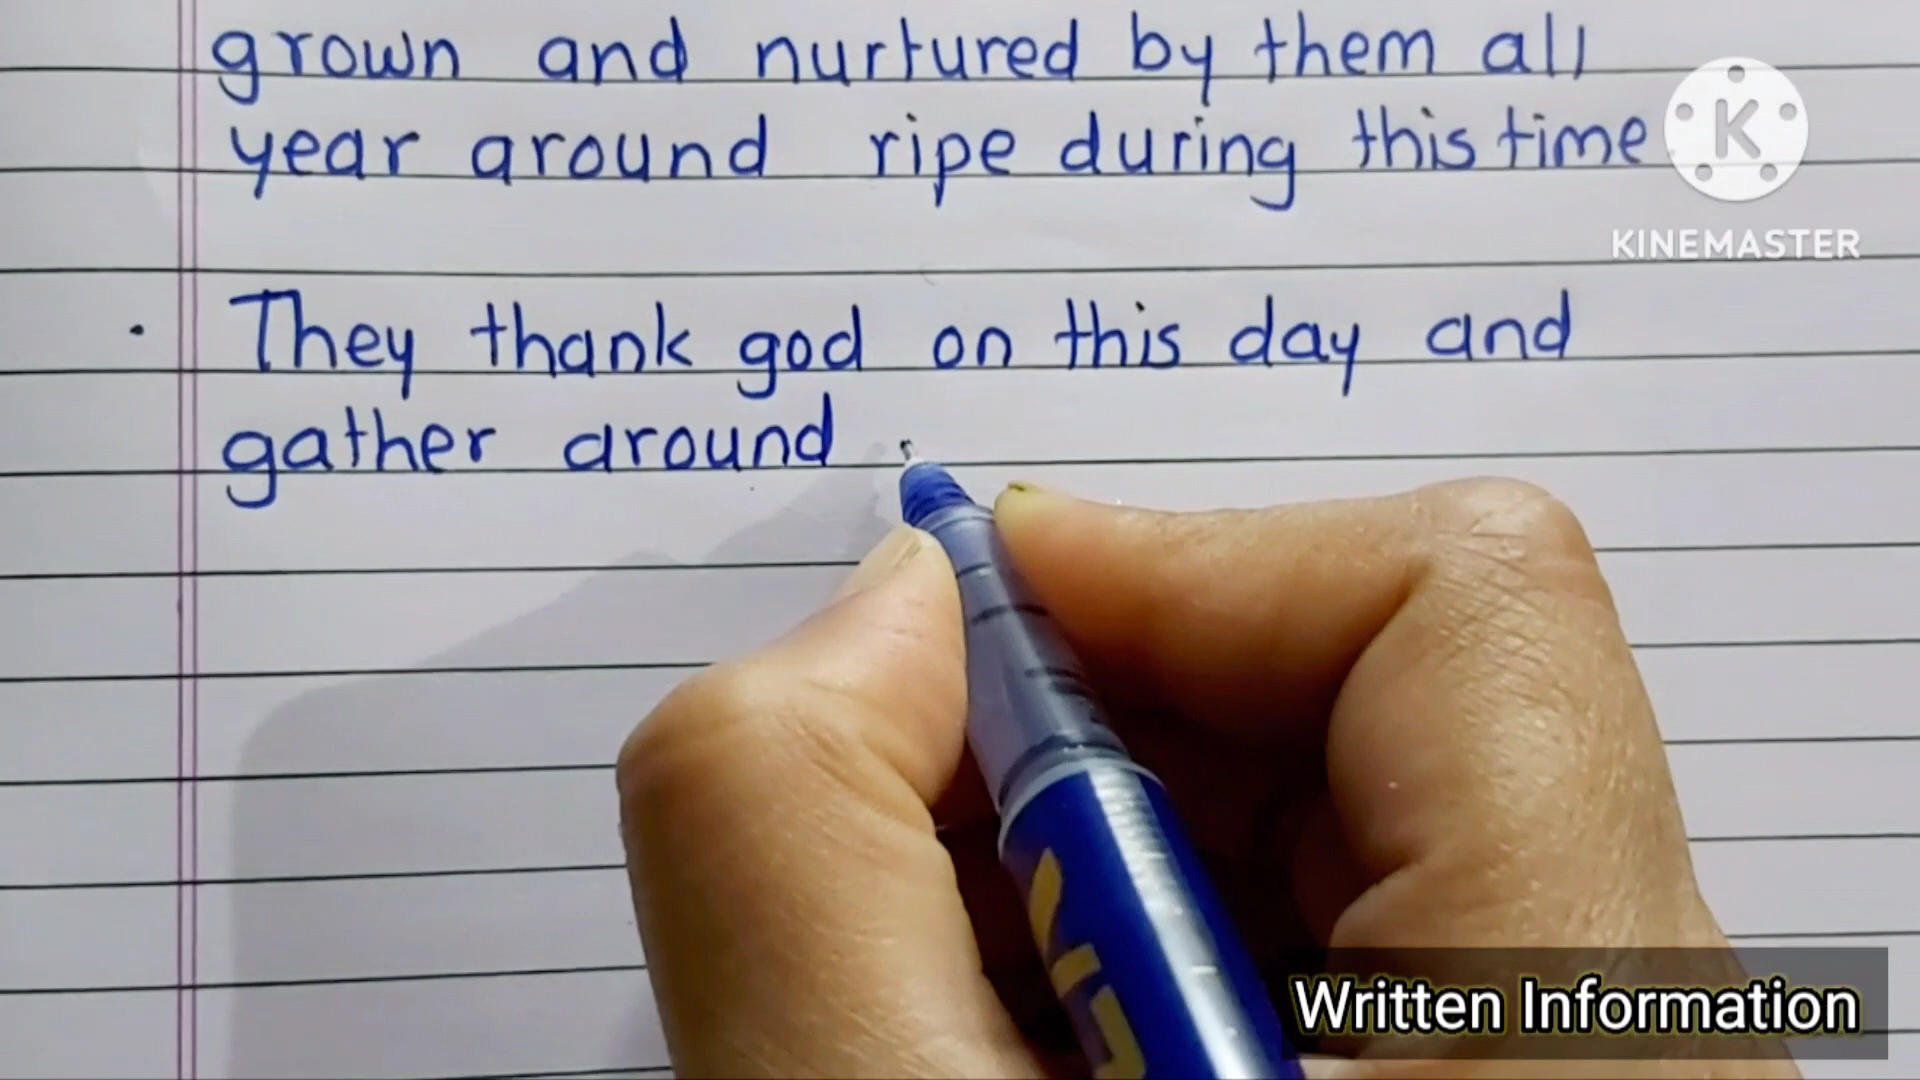 grown and nurtured by them all
year around ripe during this time
K
KINEMASTER
• They thank god on this day and
gather around
Written Information